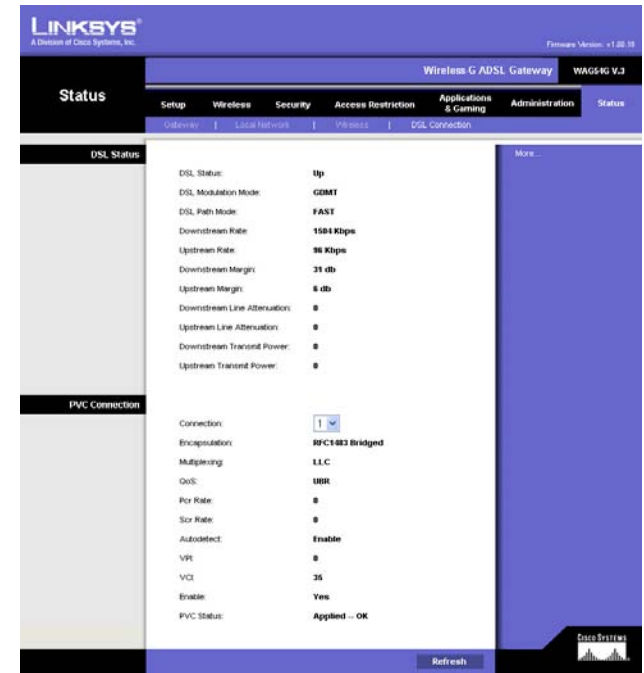 LINKSYS®
A Division of Cisco Systems, Inc.
Firmware Version: v1.00.10
Wireless G ADSL Gateway WAG54G V.3
Status
Setup Wireless Security Access Restriction Applications & Gaming Administration Status
Gateway | Local Network | Wireless | DSL Connection
DSL Status
More...
DSL Status: Up
DSL Modulation Mode: GDMT
DSL Path Mode: FAST
Downstream Rate: 1504 Kbps
Upstream Rate: 96 Kbps
Downstream Margin: 31 db
Upstream Margin: 6 db
Downstream Line Attenuation: 0
Upstream Line Attenuation: 0
Downstream Transmit Power: 0
Upstream Transmit Power: 0
PVC Connection
Connection: 1
Encapsulation: RFC1483 Bridged
Multiplexing: LLC
QoS: UBR
Pcr Rate: 0
Scr Rate: 0
Autodetect: Enable
VPI: 0
VCI: 35
Enable: Yes
PVC Status: Applied -- OK
Refresh
CISCO SYSTEMS